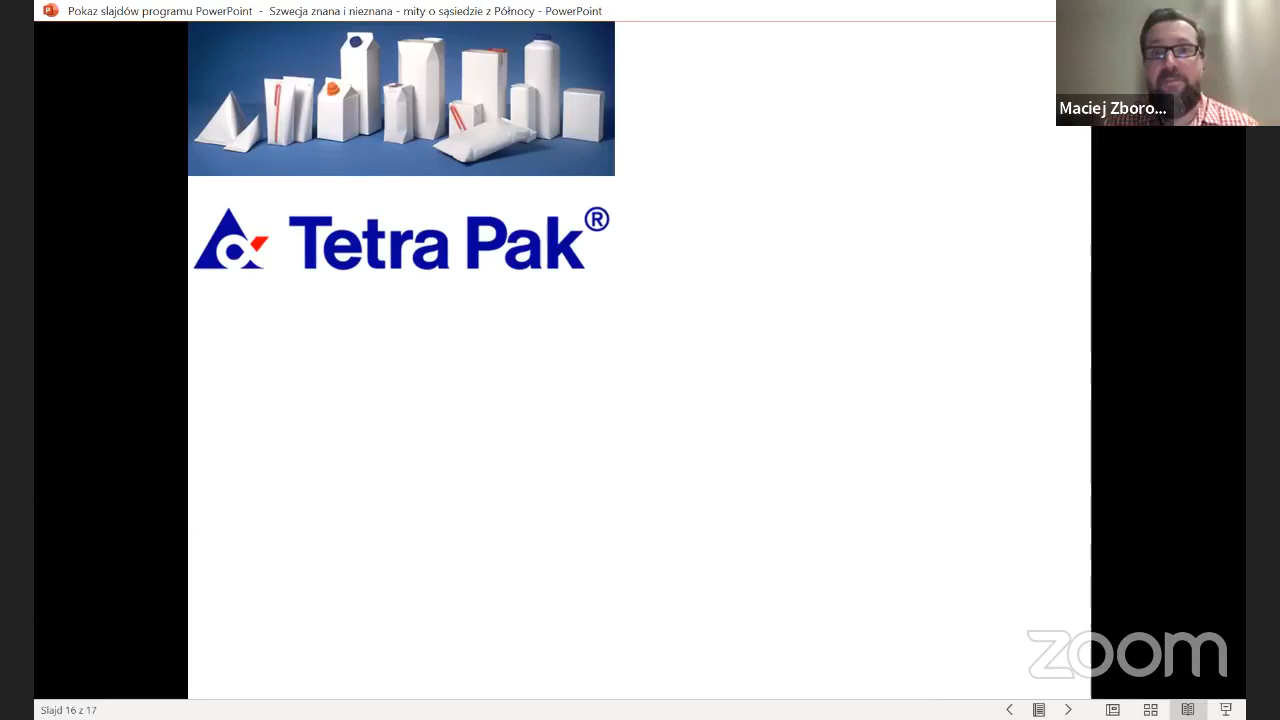 Pokaz slajdów programu PowerPoint - Szwecja znana i nieznana - mity o sąsiedzie z Północy - PowerPoint
Maciej Zboro...
Tetra Pak®
zoom
Slajd 16 z 17